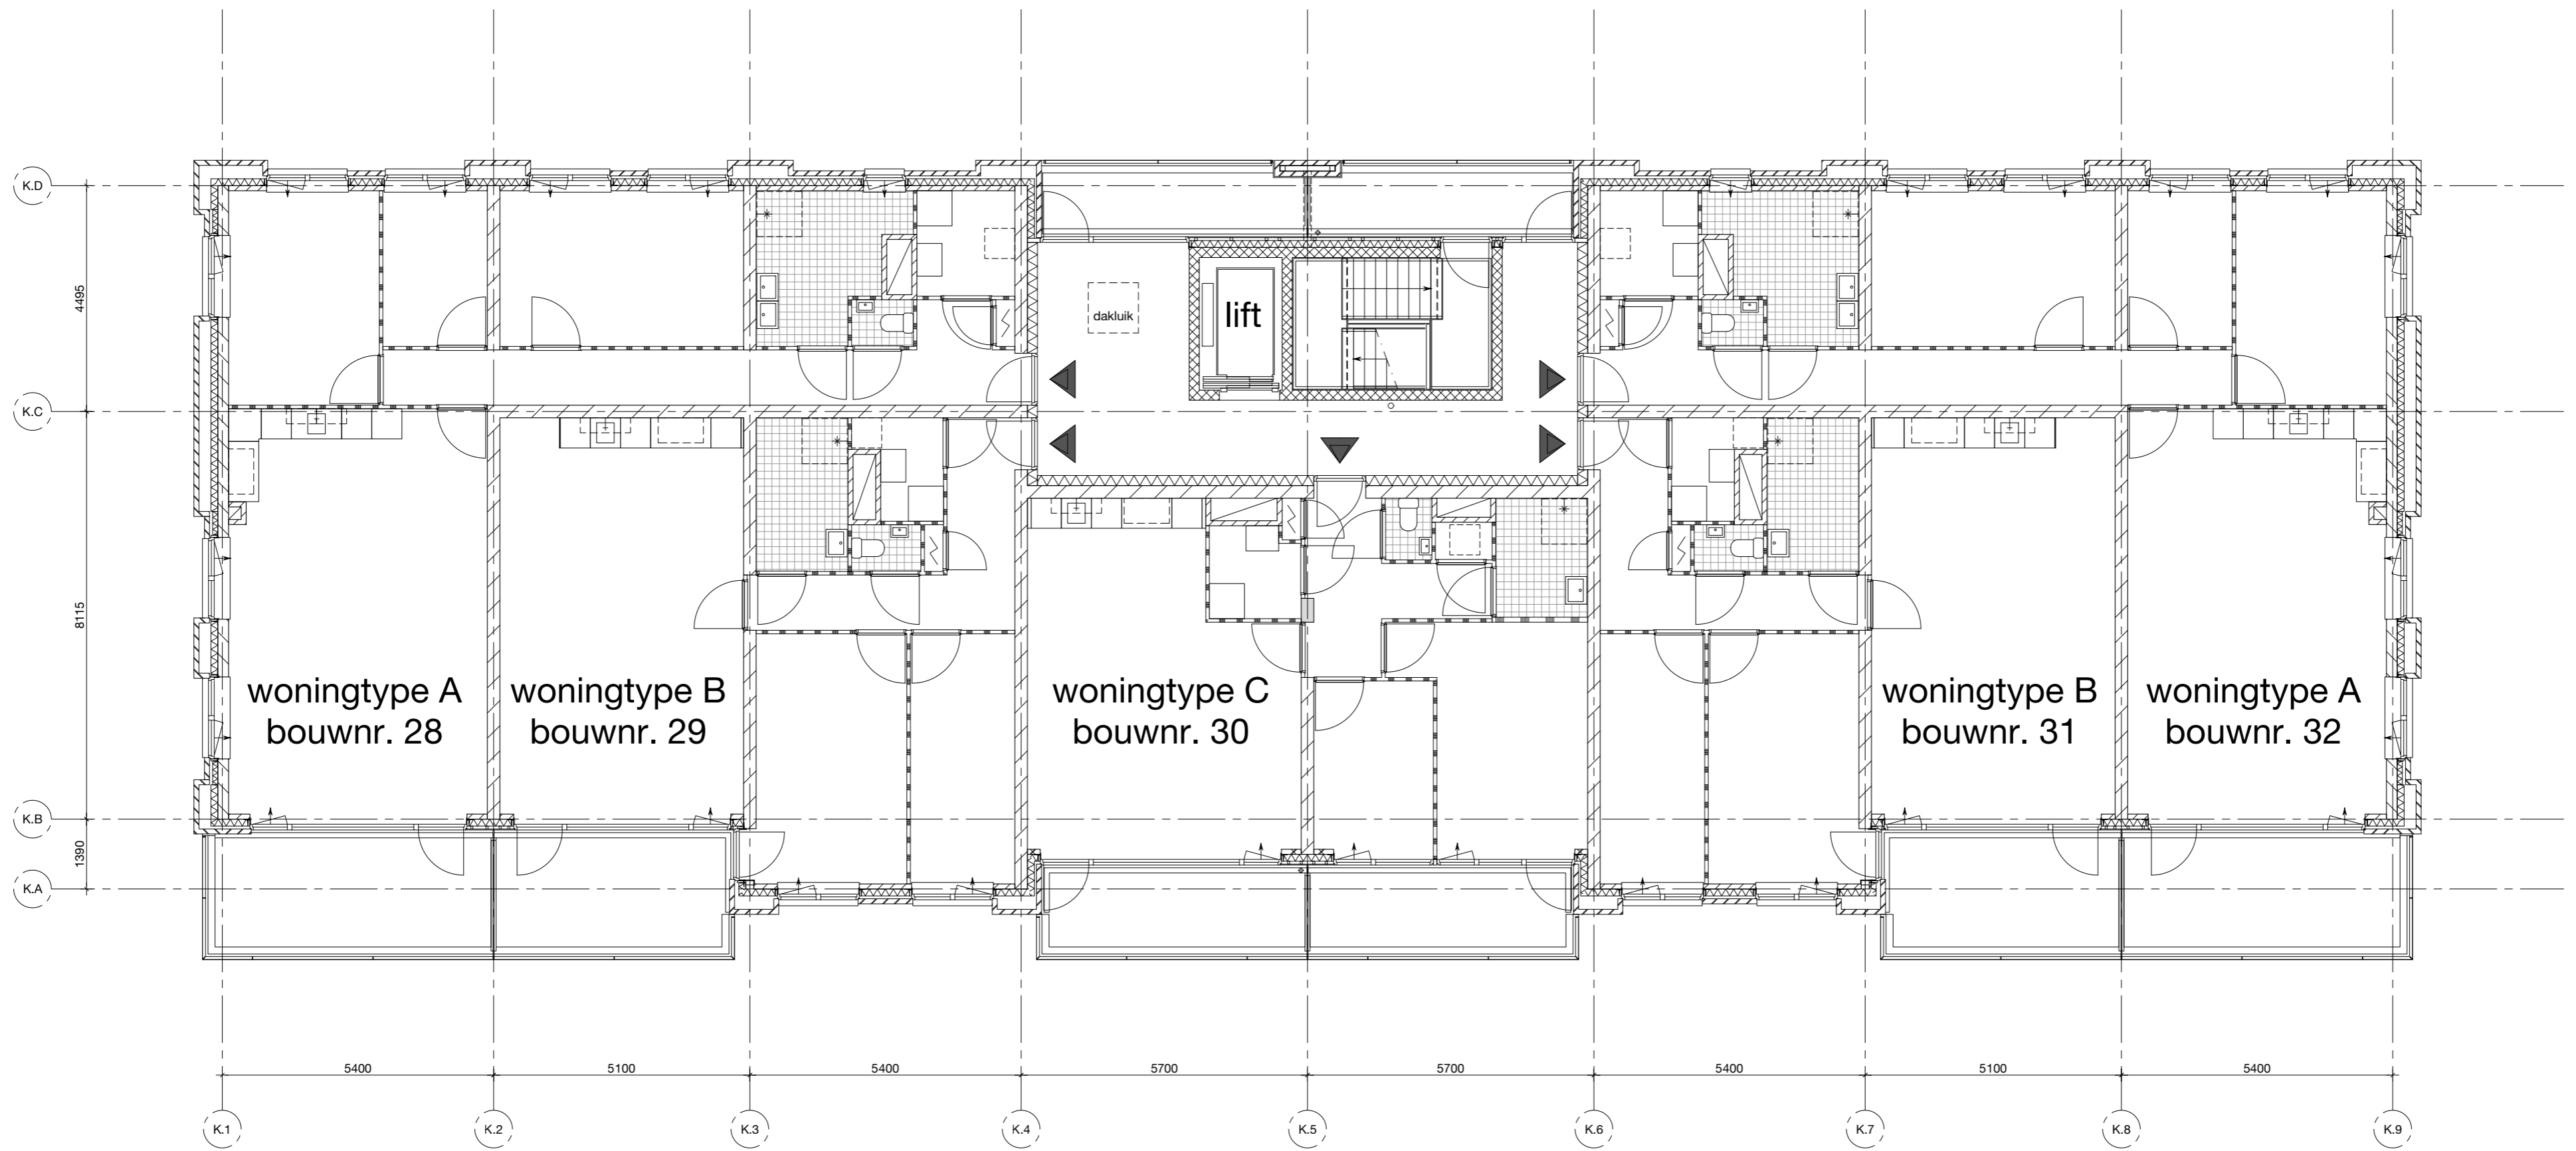 K.D
4495
lift
dakluik
K.C
8115
woningtype A
bouwnr. 28
woningtype B
bouwnr. 29
woningtype C
bouwnr. 30
woningtype B
bouwnr. 31
woningtype A
bouwnr. 32
K.B
1390
K.A
5400
5100
5400
5700
5700
5400
5100
5400
K.1
K.2
K.3
K.4
K.5
K.6
K.7
K.8
K.9